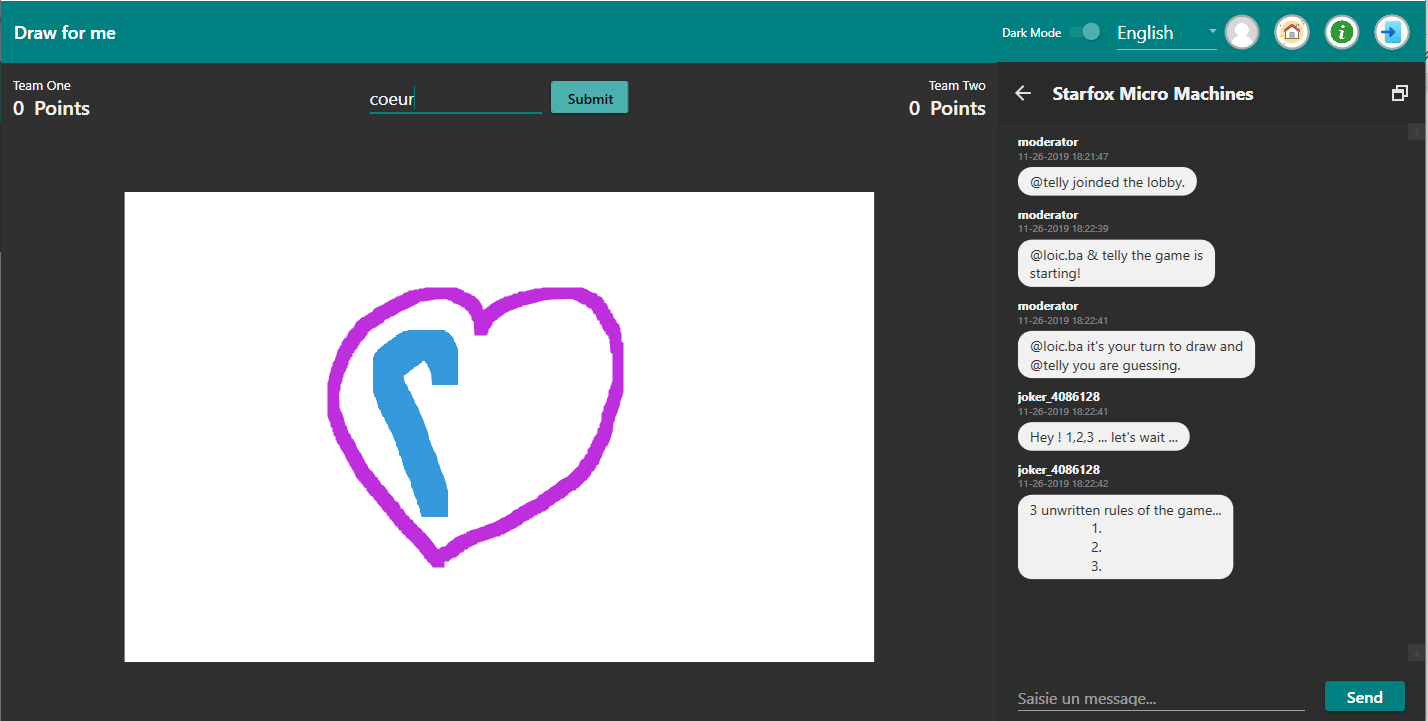 Draw for me
Dark Mode
English
Team One
0 Points
coeur
Submit
Team Two
0 Points
Starfox Micro Machines
moderator
11-26-2019 18:21:47
@telly joinded the lobby.
moderator
11-26-2019 18:22:39
@loic.ba & telly the game is
starting!
moderator
11-26-2019 18:22:41
@loic.ba it's your turn to draw and
@telly you are guessing.
joker_4086128
11-26-2019 18:22:41
Hey ! 1,2,3 ... let's wait ...
joker_4086128
11-26-2019 18:22:42
3 unwritten rules of the game...
1.
2.
3.
Saisie un message...
Send